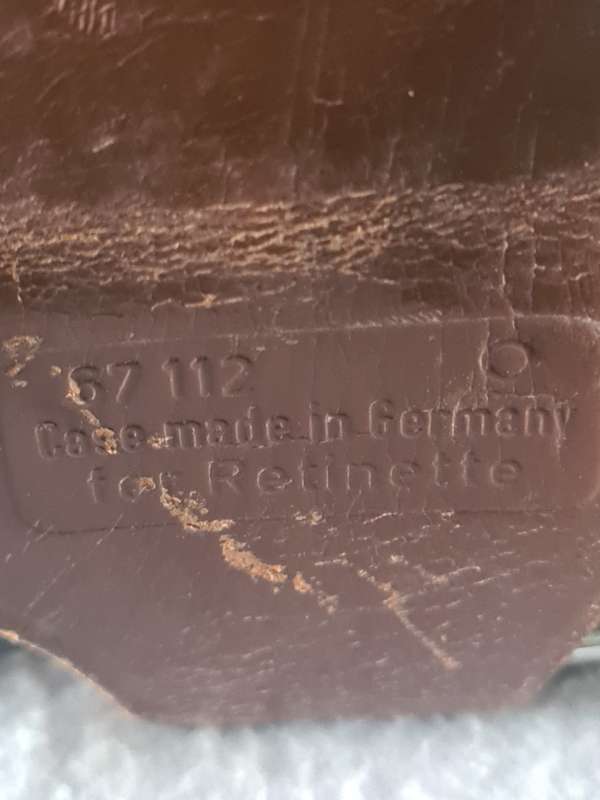 67 112 O
Case made in Germany
for Retinette